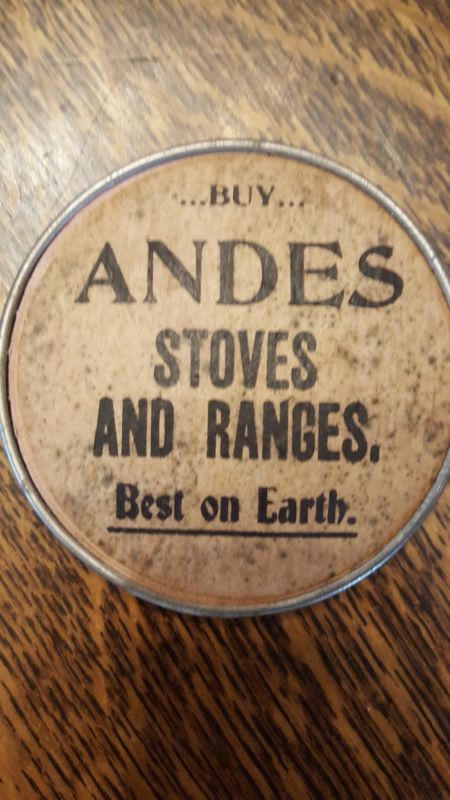 ...BUY...
ANDES
STOVES
AND RANGES.
Best on Earth.